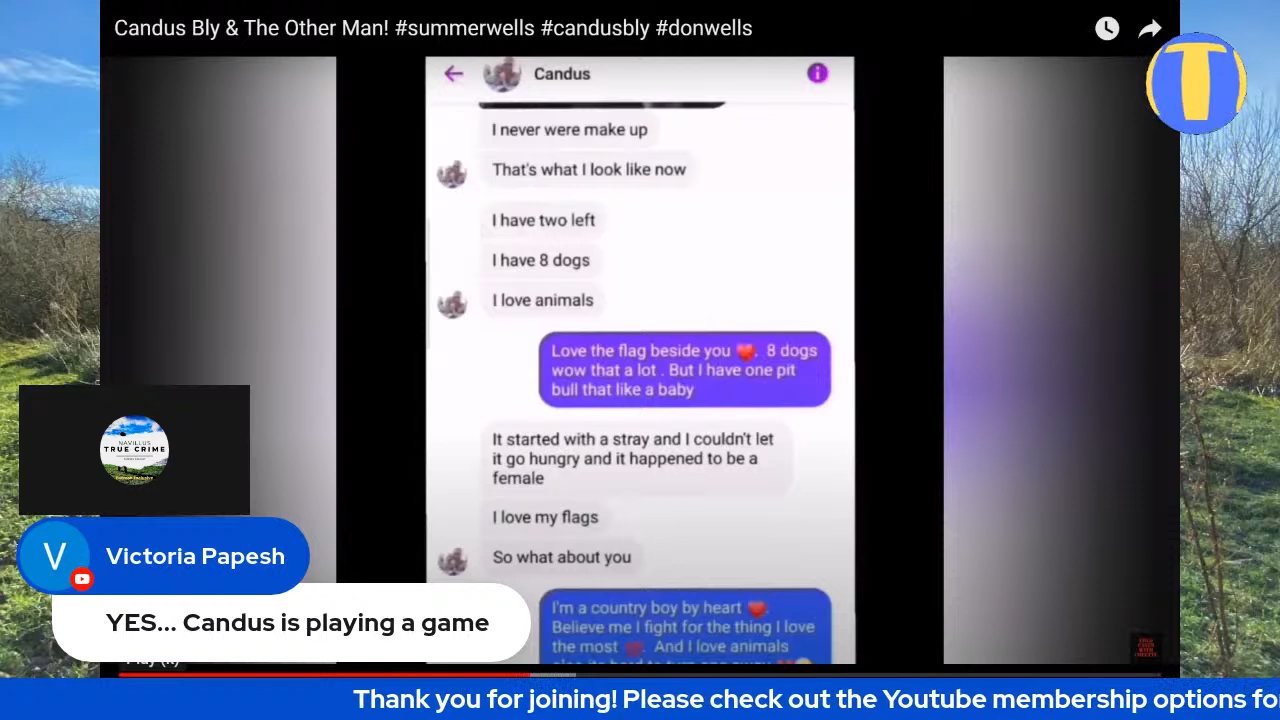 Candus Bly & The Other Man! #summerwells #candusbly #donwells
T
Candus
I never were make up
That's what I look like now
I have two left
I have 8 dogs
I love animals
Love the flag beside you ❤️. 8 dogs
wow that a lot . But I have one pit
bull that like a baby
It started with a stray and I couldn't let
it go hungry and it happened to be a
female
I love my flags
So what about you
I'm a country boy by heart ❤️.
Believe me I fight for the thing I love
the most ❤️. And I love animals
NAVILLUS
TRUE CRIME
V
Victoria Papesh
YES... Candus is playing a game
Play (k)
Thank you for joining! Please check out the Youtube membership options fo